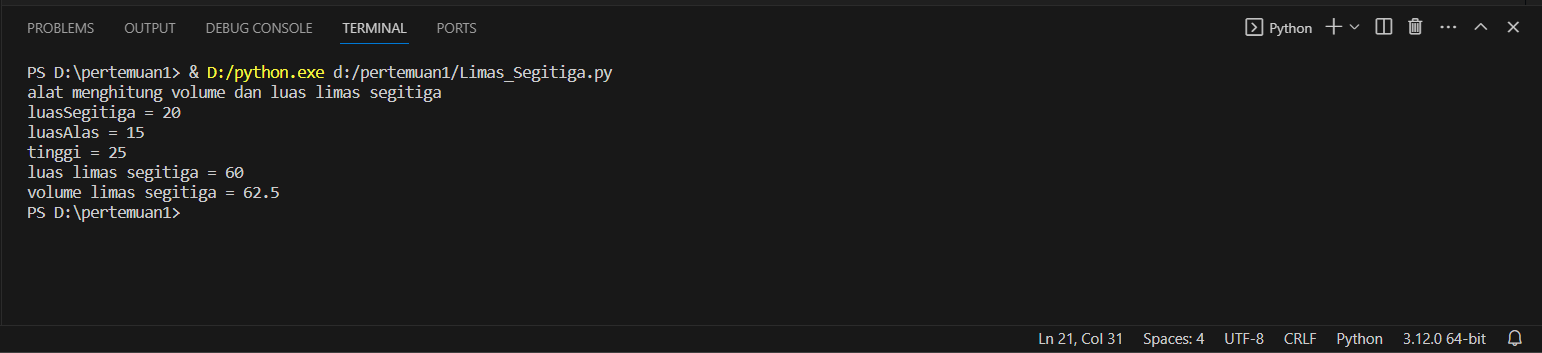 PROBLEMS OUTPUT DEBUG CONSOLE TERMINAL PORTS Python
PS D:\pertemuan1> & D:/python.exe d:/pertemuan1/Limas_Segitiga.py
alat menghitung volume dan luas limas segitiga
luasSegitiga = 20
luasAlas = 15
tinggi = 25
luas limas segitiga = 60
volume limas segitiga = 62.5
PS D:\pertemuan1>
Ln 21, Col 31 Spaces: 4 UTF-8 CRLF Python 3.12.0 64-bit